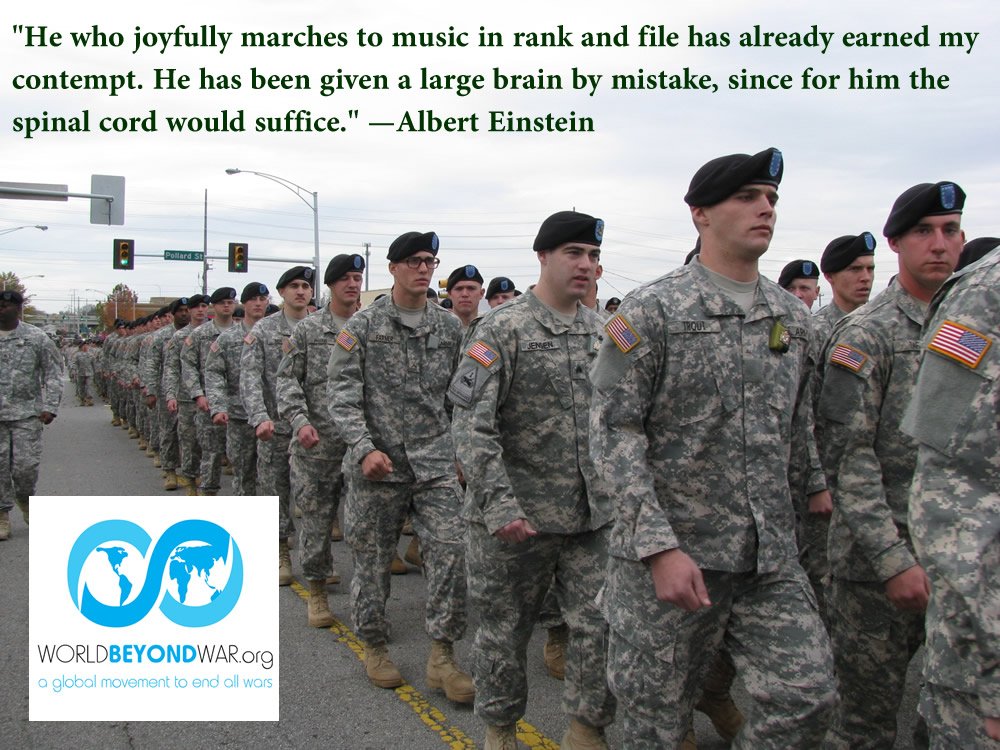 "He who joyfully marches to music in rank and file has already earned my
contempt. He has been given a large brain by mistake, since for him the
spinal cord would suffice." —Albert Einstein
Pollard St
TROUT
WORLDBEYONDWAR.org
a global movement to end all wars